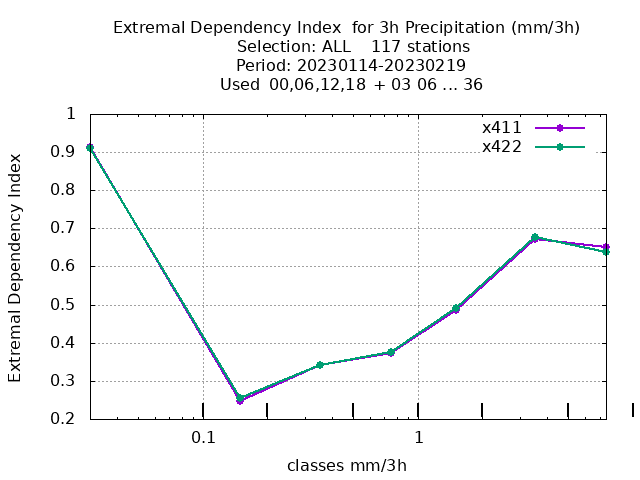 Extremal Dependency Index  for 3h Precipitation (mm/3h)
Selection: ALL    117 stations
Period: 20230114-20230219
Used  00,06,12,18  + 03 06 ... 36
x411
x422
1
0.9
0.8
0.7
0.6
0.5
0.4
0.3
0.2
Extremal Dependency Index
0.1
1
classes mm/3h